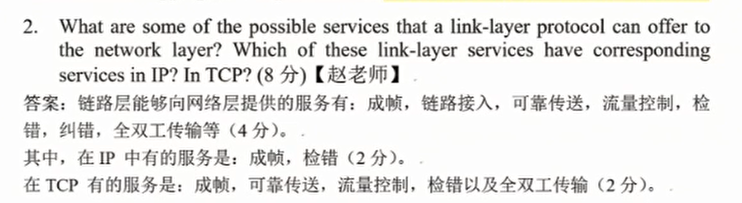 2. What are some of the possible services that a link-layer protocol can offer to
the network layer? Which of these link-layer services have corresponding
services in IP? In TCP? (8 分)【赵老师】
答案：链路层能够向网络层提供的服务有：成帧，链路接入，可靠传送，流量控制，检
错，纠错，全双工传输等（4 分）。
其中，在 IP 中有的服务是：成帧，检错（2 分）。
在 TCP 有的服务是：成帧，可靠传送，流量控制，检错以及全双工传输（2 分）。